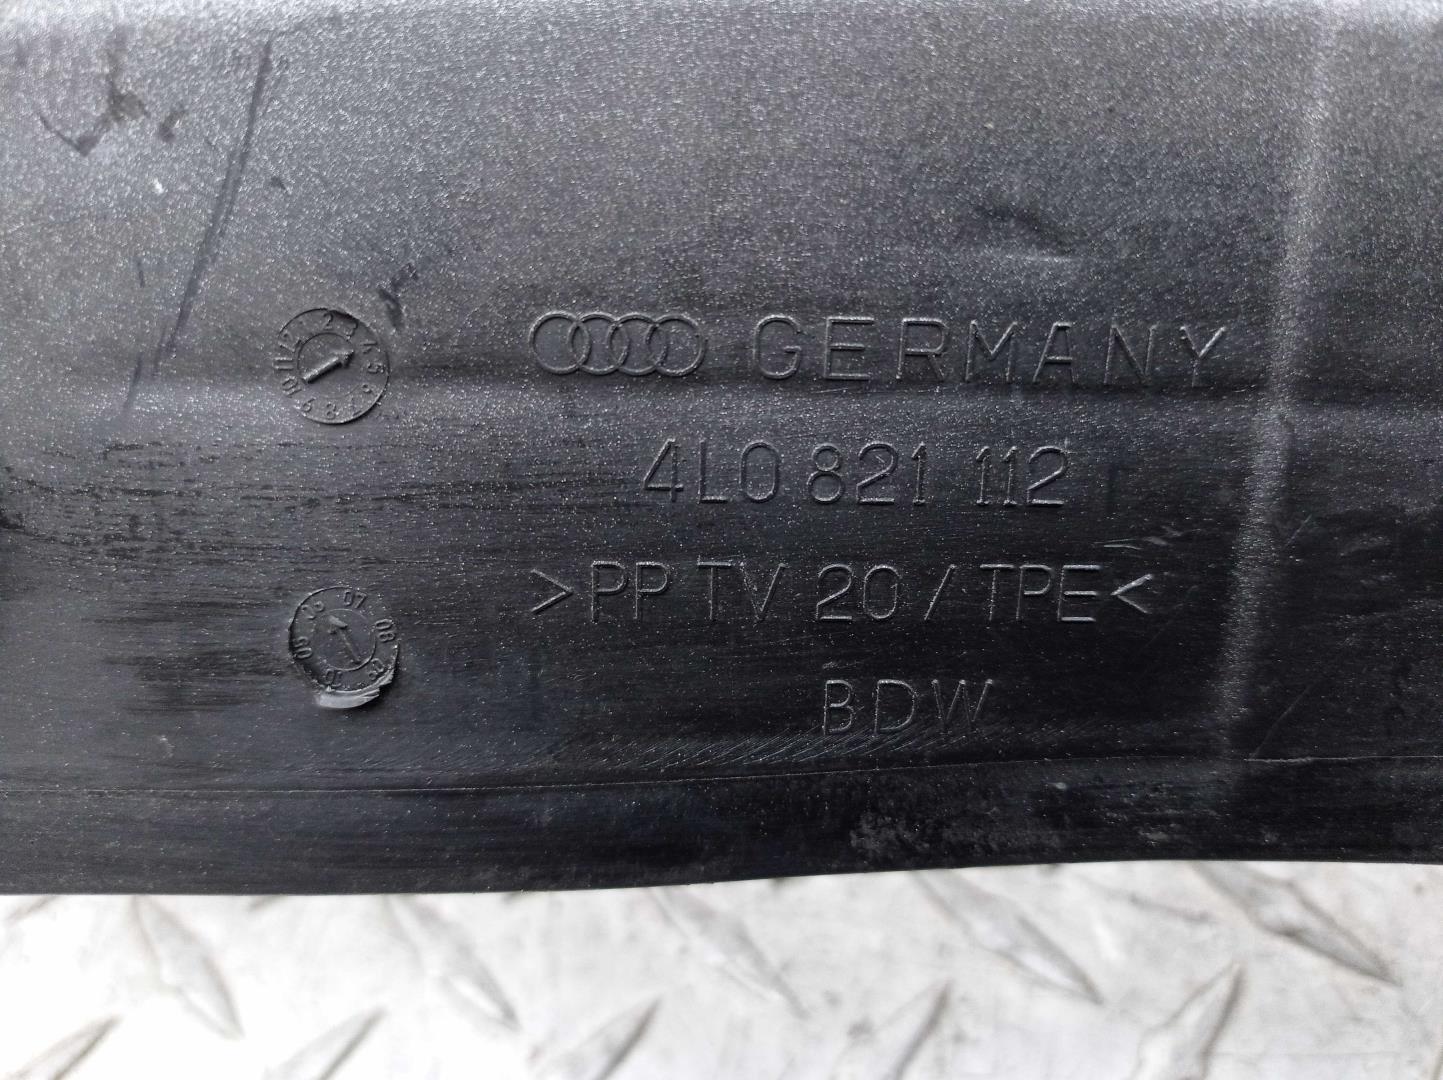 GERMANY
4L0 821 112
>PP TV 20 / TPE<
BDW